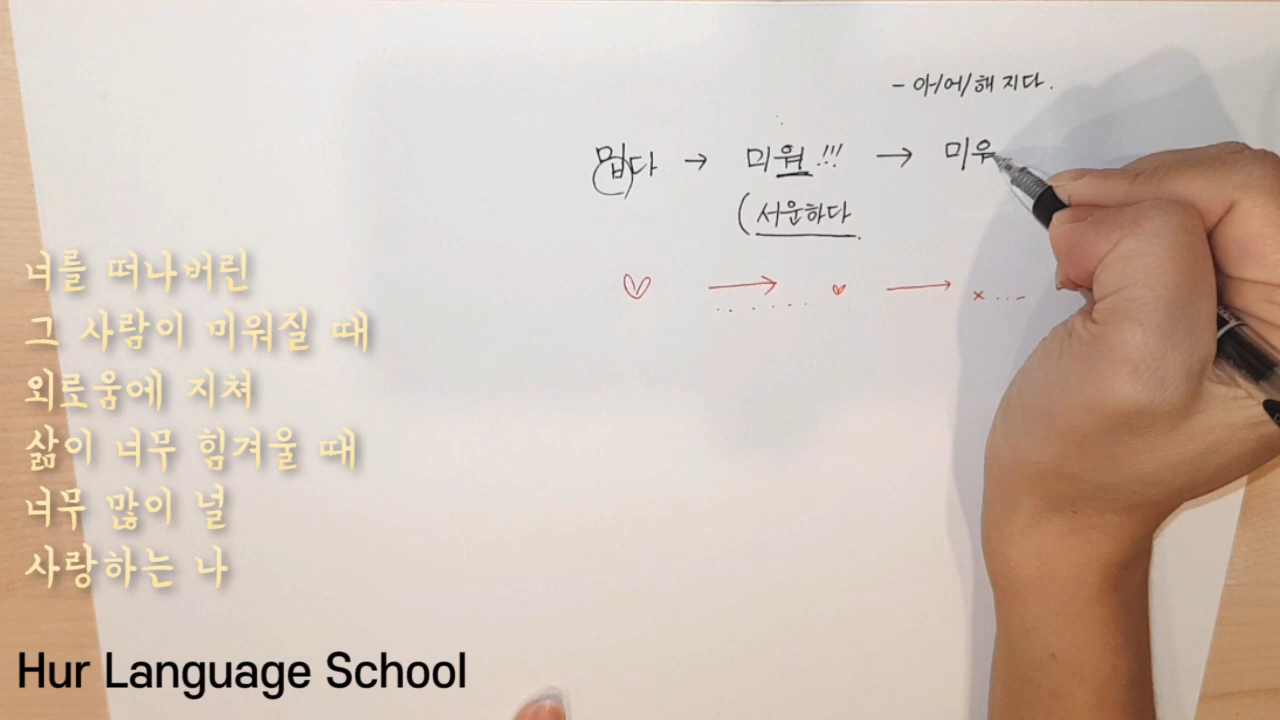 - 아/어/해 지다.
밉다 → 미워!!! → 미우
(서운하다.
너를 떠나버린
그 사람이 미워질 때
외로움에 지쳐
삶이 너무 힘겨울 때
너무 많이 널
사랑하는 나
Hur Language School